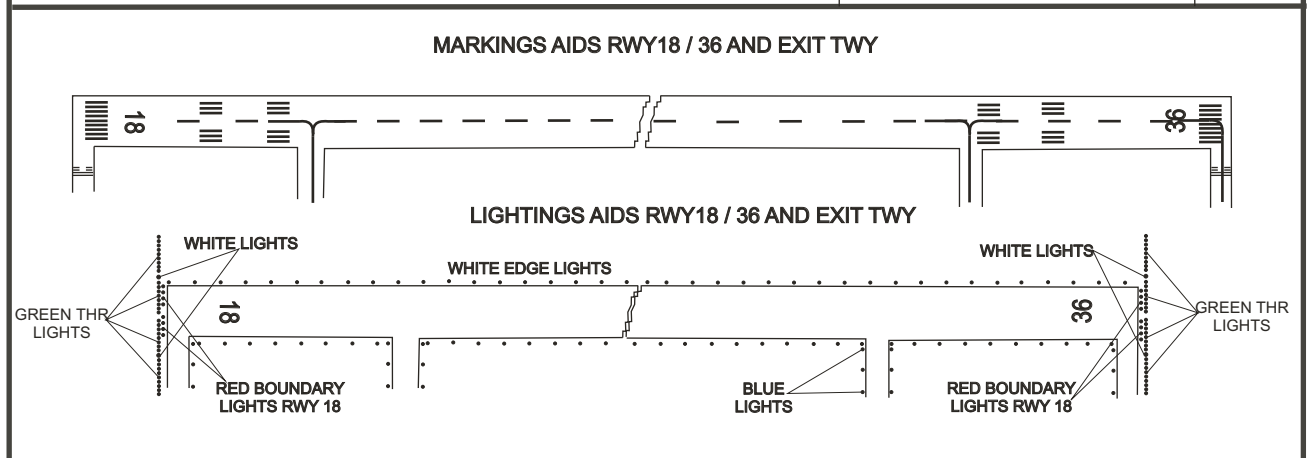 MARKINGS AIDS RWY18 / 36 AND EXIT TWY
18
36
LIGHTINGS AIDS RWY18 / 36 AND EXIT TWY
WHITE LIGHTS
WHITE EDGE LIGHTS
WHITE LIGHTS
GREEN THR
LIGHTS
18
36
GREEN THR
LIGHTS
RED BOUNDARY
LIGHTS RWY 18
BLUE
LIGHTS
RED BOUNDARY
LIGHTS RWY 18